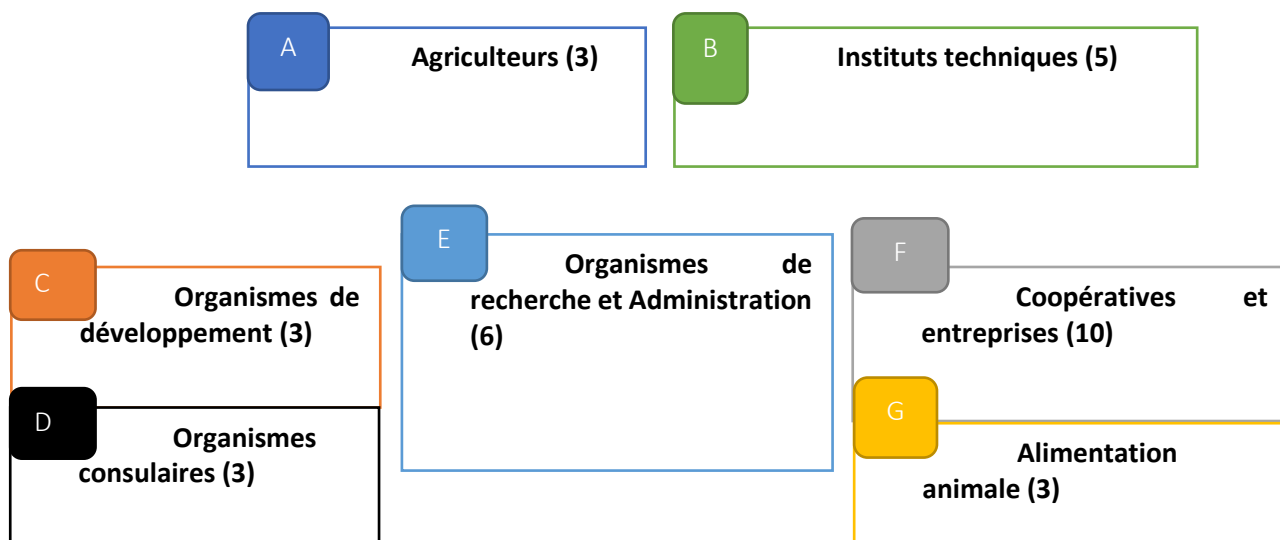 A
Agriculteurs (3)
B
Instituts techniques (5)
C
Organismes de
développement (3)
D
Organismes
consulaires (3)
E
Organismes de
recherche et Administration
(6)
F
Coopératives et
entreprises (10)
G
Alimentation
animale (3)